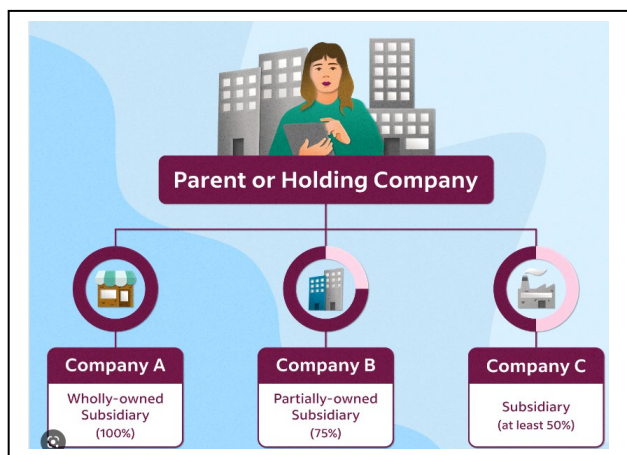 Parent or Holding Company
Company A
Wholly-owned
Subsidiary
(100%)
Company B
Partially-owned
Subsidiary
(75%)
Company C
Subsidiary
(at least 50%)